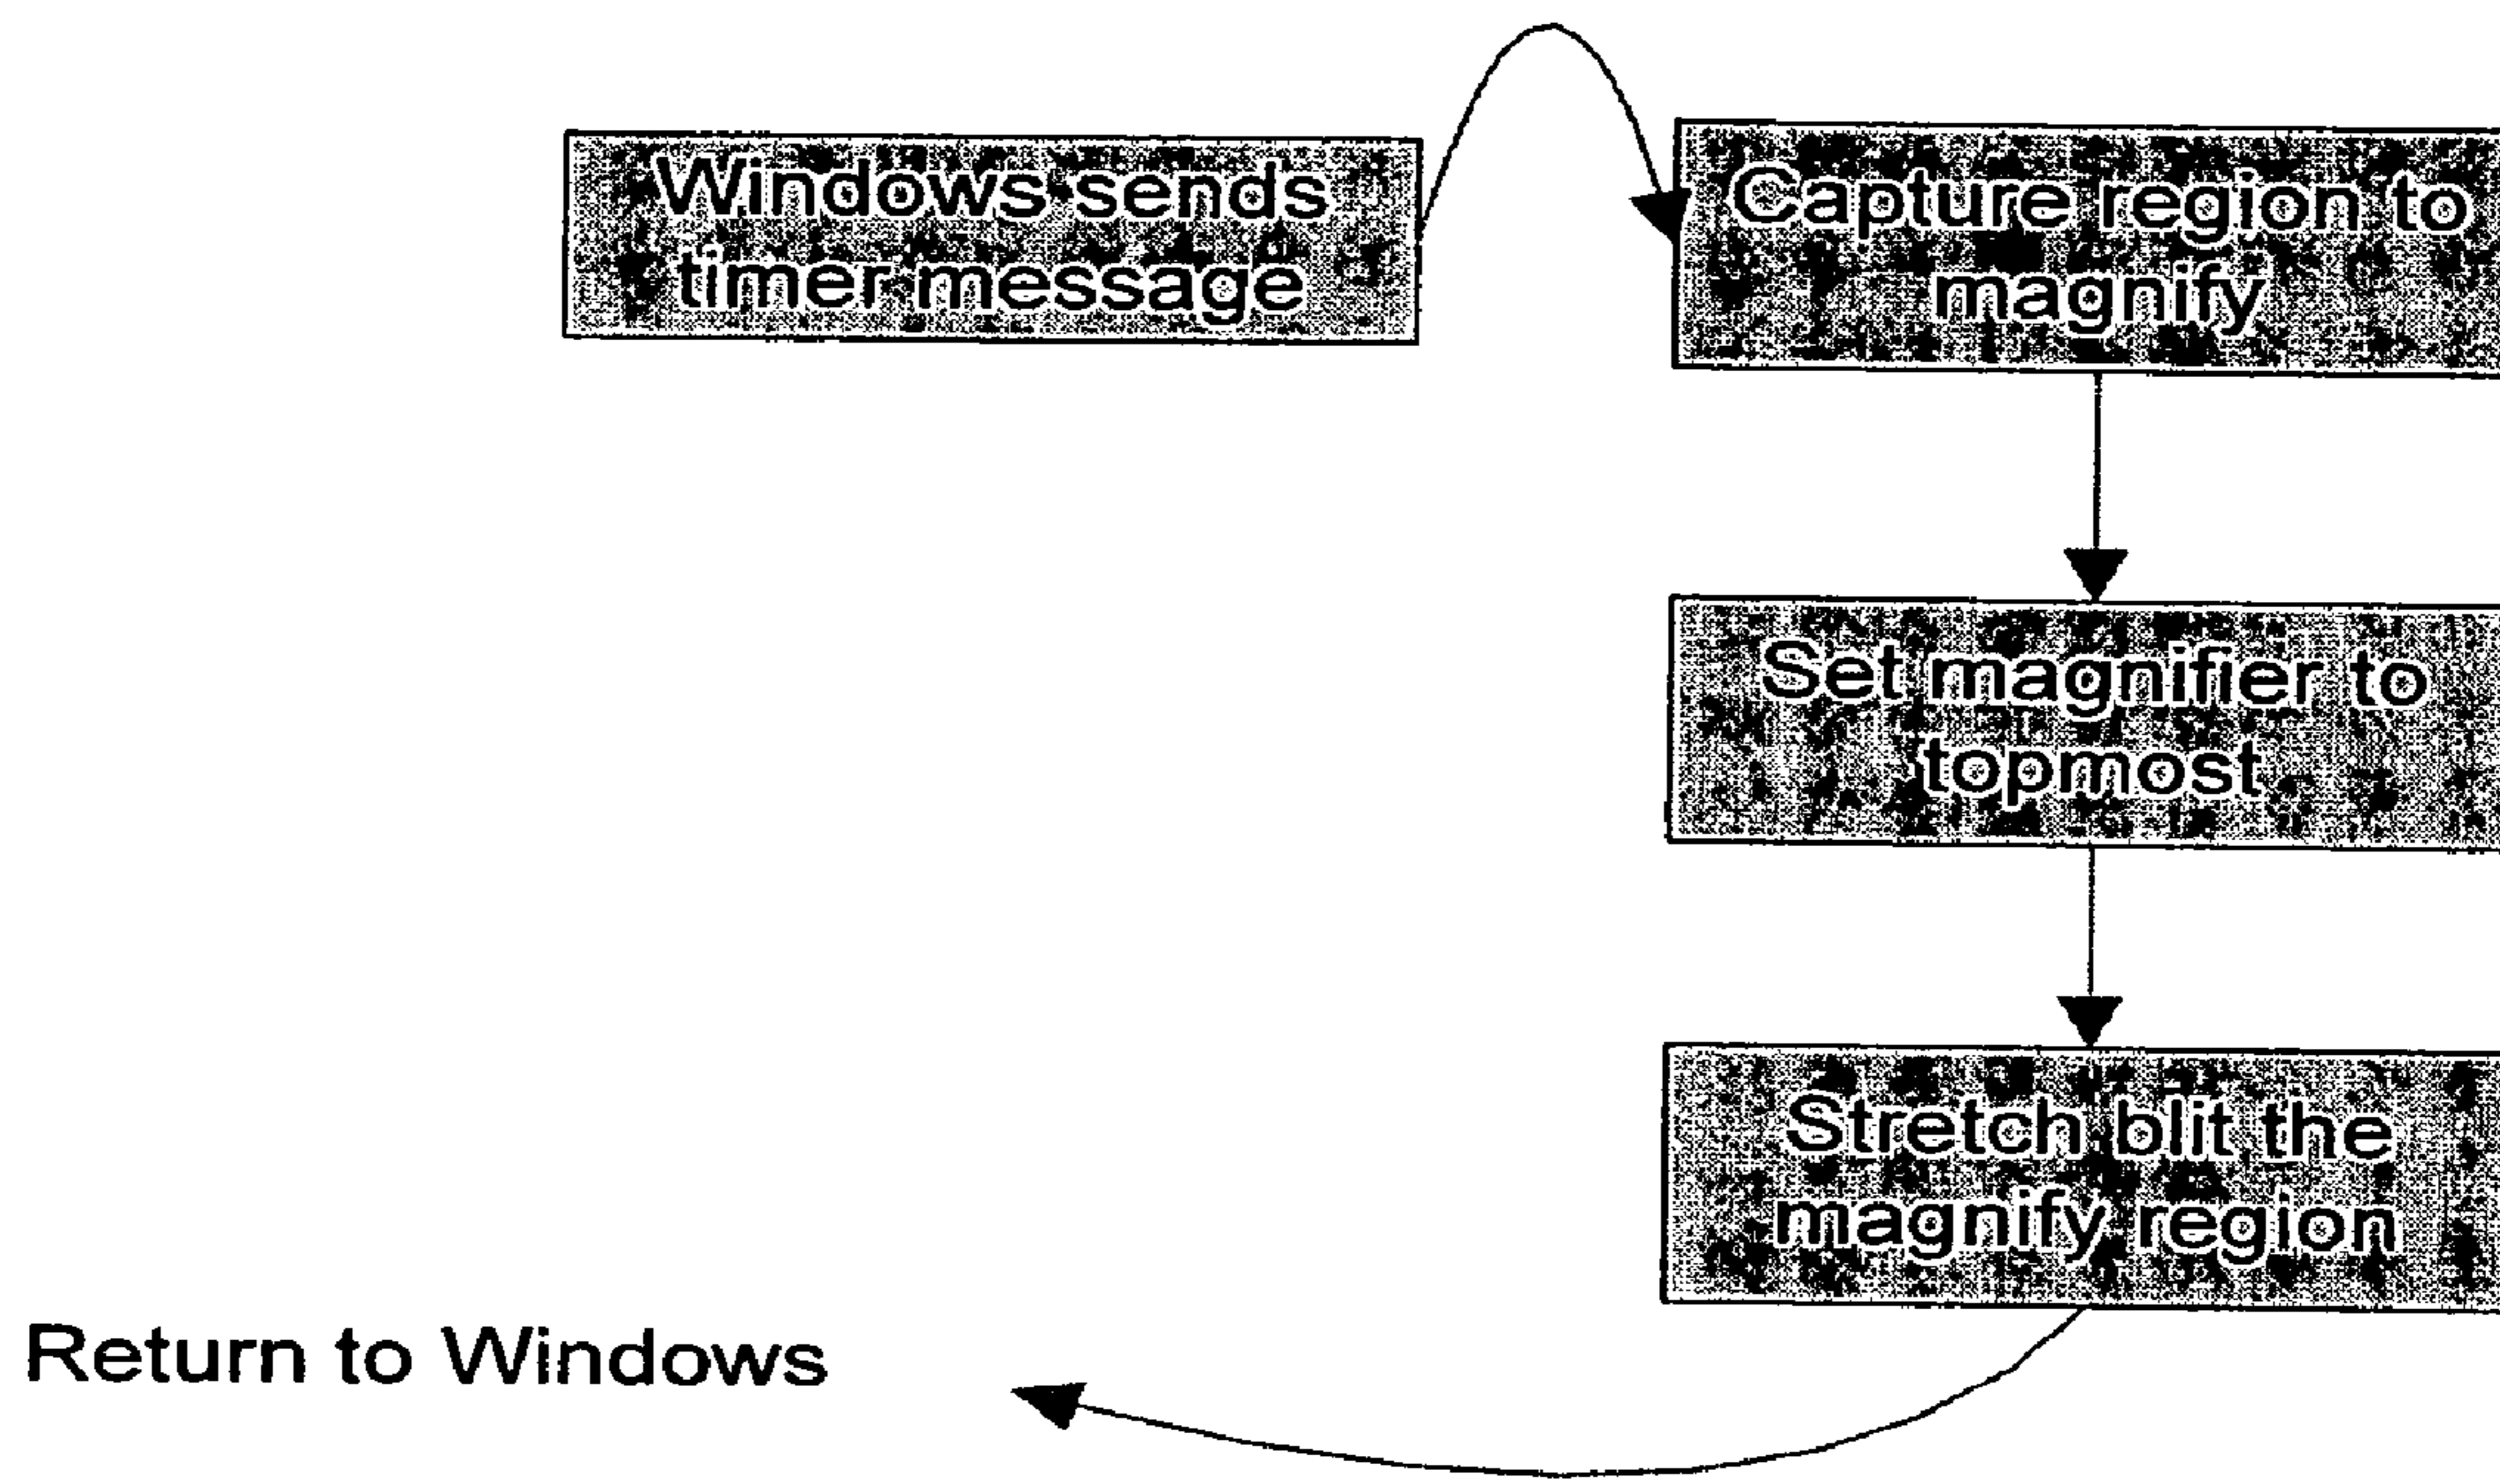 Windows sends
timer message
Capture region to
magnify
Set magnifier to
topmost
Stretch blit the
magnify region
Return to Windows